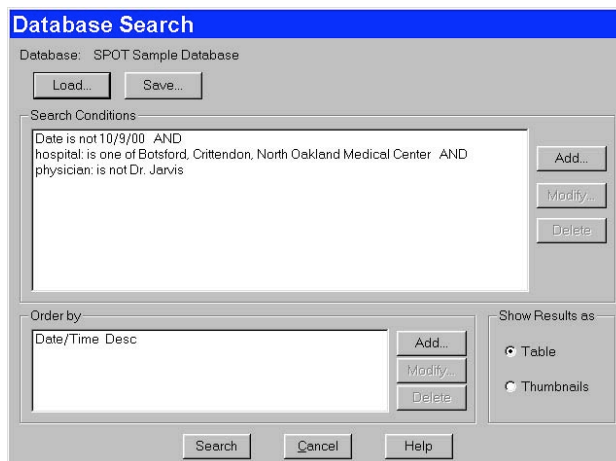 Database Search
Database: SPOT Sample Database
Load... Save...
Search Conditions
Date is not 10/9/00 AND
hospital: is one of Botsford, Crittendon, North Oakland Medical Center AND
physician: is not Dr. Jarvis
Add...
Modify...
Delete
Order by
Date/Time Desc
Add...
Modify...
Delete
Show Results as
Table
Thumbnails
Search Cancel Help